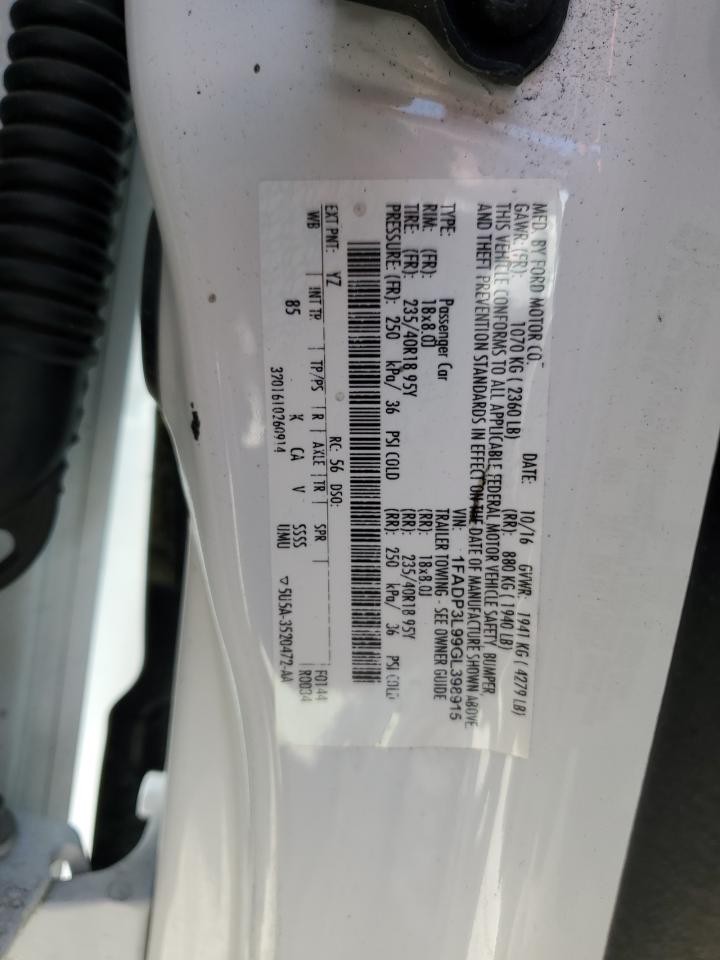 MFD. BY FORD MOTOR CO. DATE: 10/16 GVWR: 1941 KG ( 4279 LB)
GAWR: (FR): 1070 KG ( 2360 LB) (RR): 880 KG ( 1940 LB)
THIS VEHICLE CONFORMS TO ALL APPLICABLE FEDERAL MOTOR VEHICLE SAFETY, BUMPER
AND THEFT PREVENTION STANDARDS IN EFFECT ON THE DATE OF MANUFACTURE SHOWN ABOVE.
VIN: 1FADP3L99GL398915
TYPE: Passenger Car TRAILER TOWING - SEE OWNER GUIDE
RIM: (FR): 18x8.0J (RR): 18x8.0J
TIRE: (FR): 235/40R18 95Y (RR): 235/40R18 95Y
PRESSURE: (FR): 250 kPa/ 36 PSI COLD (RR): 250 kPa/ 36 PSI COLD
EXT PNT: YZ RC: 56 DSO: F0144
WB | INT TR | TP/PS | R | AXLE | TR | SPR R0034
85 K CA V SSSS
3201610260914 UMU ▽5U5A-3520472-AA